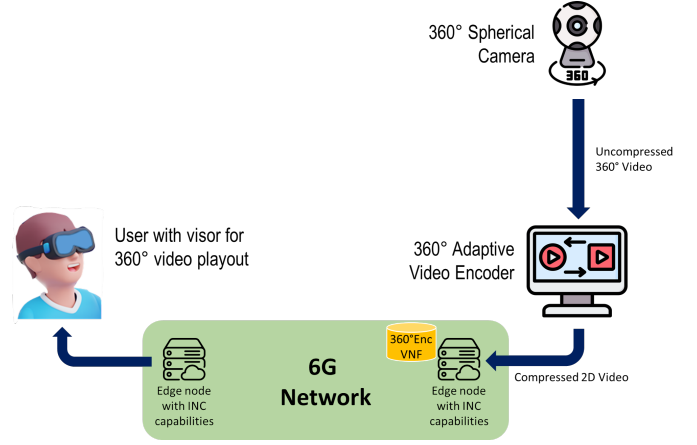 360° Spherical
Camera
360
Uncompressed
360° Video
User with visor for
360° video playout
360° Adaptive
Video Encoder
360°Enc
VNF
6G
Network
Edge node
with INC
capabilities
Edge node
with INC
capabilities
Compressed 2D Video